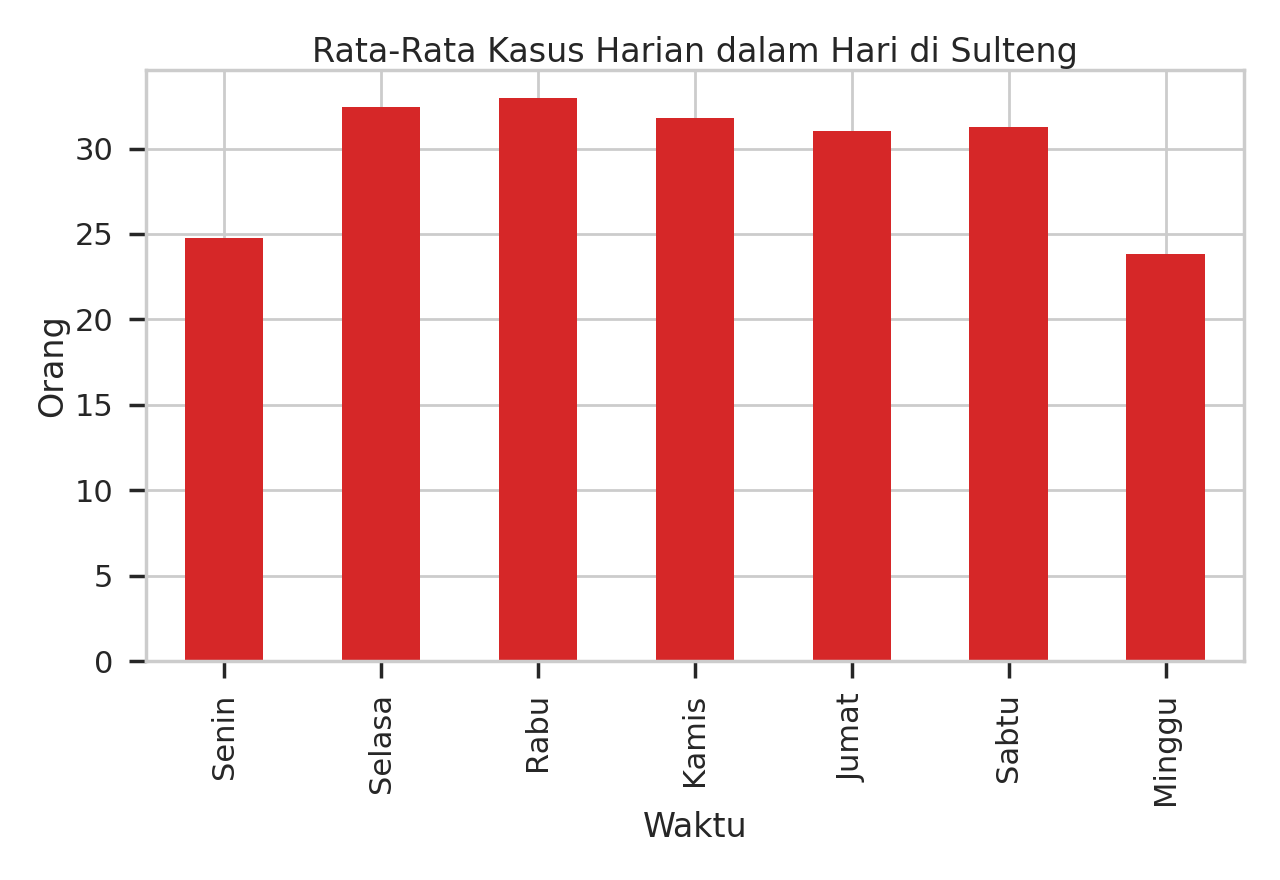 Rata-Rata Kasus Harian dalam Hari di Sulteng
Orang
30
25
20
15
10
5
0
Senin
Selasa
Rabu
Kamis
Jumat
Sabtu
Minggu
Waktu